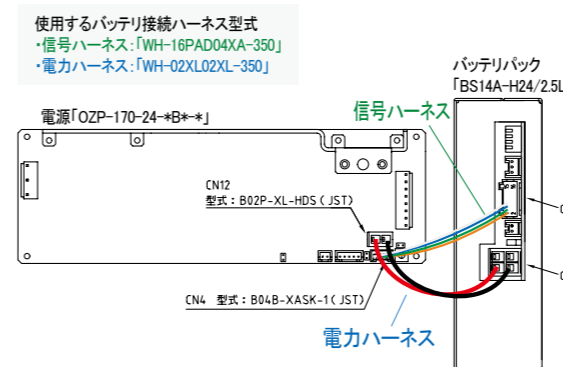 使用するバッテリ接続ハーネス型式
・信号ハーネス：「WH-16PAD04XA-350」
・電力ハーネス：「WH-02XL02XL-350」
バッテリパック
「BS14A-H24/2.5L
電源「OZP-170-24-*B*-*」
信号ハーネス
CN12
型式：B02P-XL-HDS(JST)
CN4 型式：B04B-XASK-1(JST)
電力ハーネス